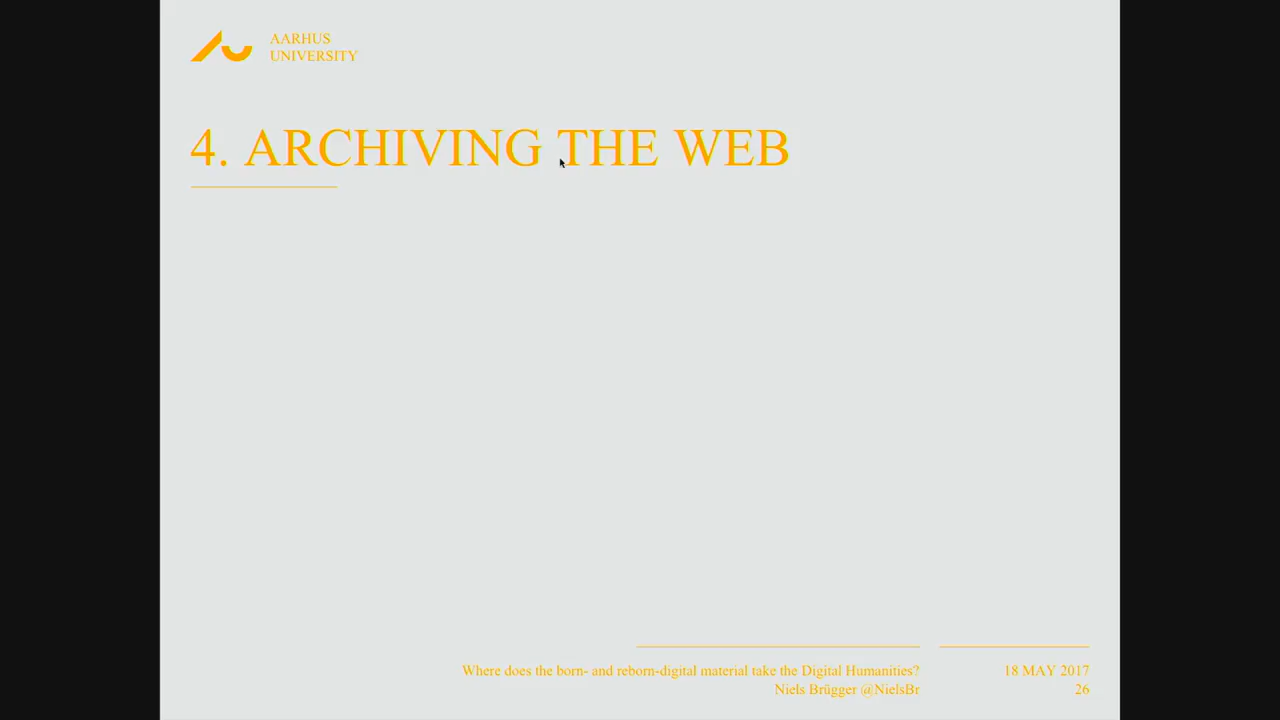 AARHUS
UNIVERSITY
4. ARCHIVING THE WEB
Where does the born- and reborn-digital material take the Digital Humanities?
Niels Brügger @NielsBr
18 MAY 2017
26